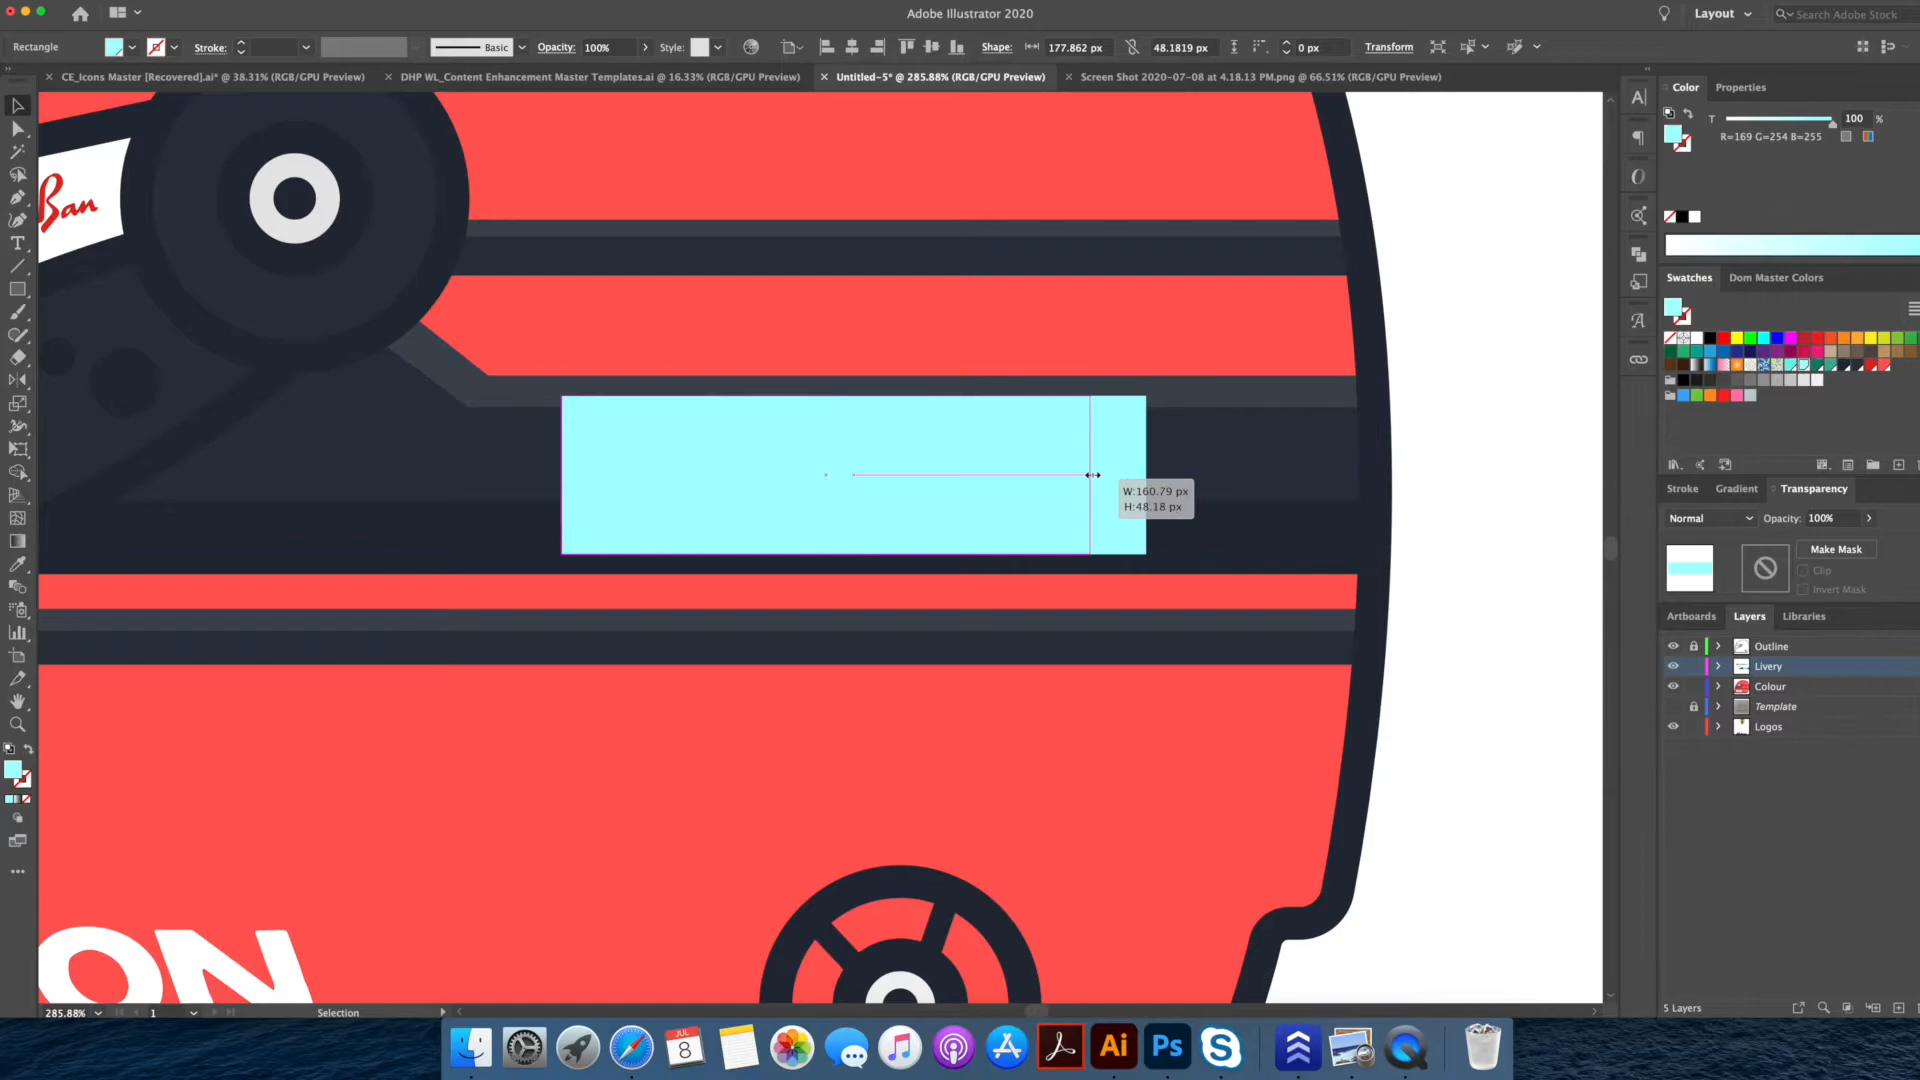 Adobe Illustrator 2020
Layout
Search Adobe Stock
Rectangle
Stroke:
Basic
Opacity: 100%
Style:
Shape: 177.862 px
48.1819 px
0 px
Transform
CE_Icons Master [Recovered].ai* @ 38.31% (RGB/GPU Preview)
DHP WL_Content Enhancement Master Templates.ai @ 16.33% (RGB/GPU Preview)
Untitled-5* @ 285.88% (RGB/GPU Preview)
Screen Shot 2020-07-08 at 4.18.13 PM.png @ 66.51% (RGB/GPU Preview)
Color
Properties
T
100 %
R=169 G=254 B=255
Ban
Swatches
Dom Master Colors
W:160.79 px
H:48.18 px
Stroke
Gradient
Transparency
Normal
Opacity: 100%
Make Mask
Clip
Invert Mask
Artboards
Layers
Libraries
Outline
Livery
Colour
Template
Logos
5 Layers
ON
285.88%
1
Selection
JUL
8
Ai
Ps
S